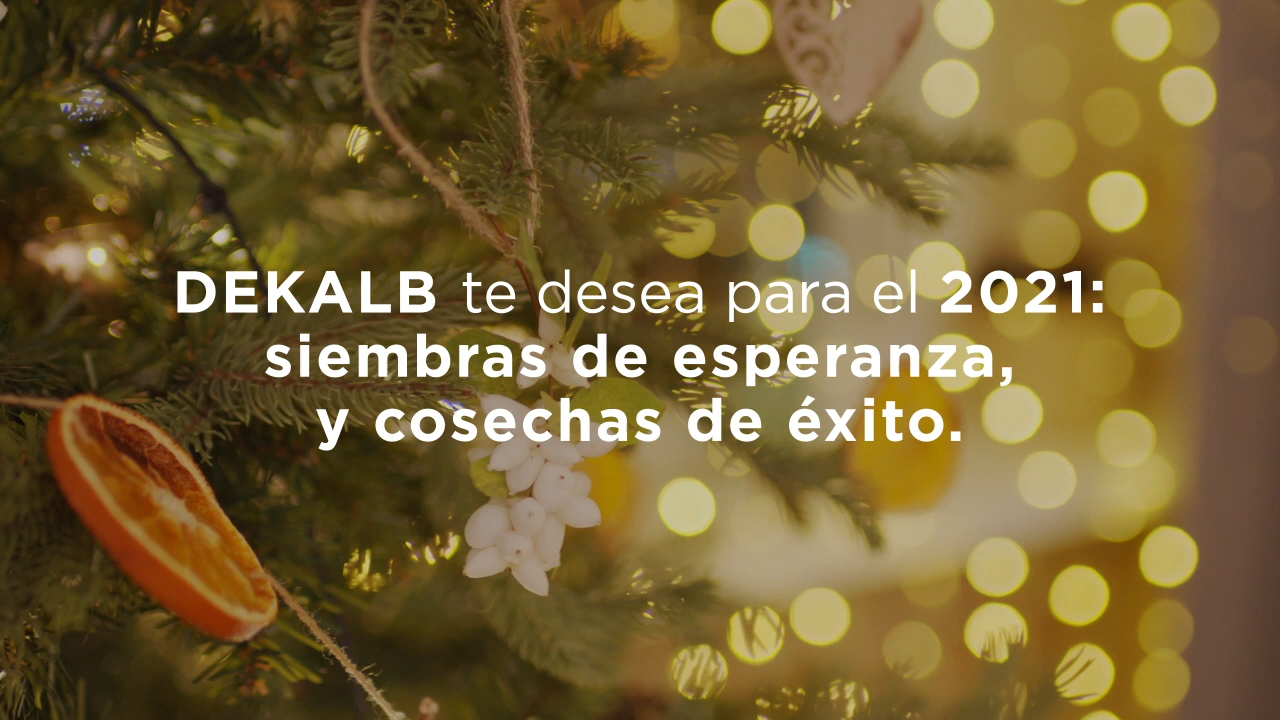 DEKALB te desea para el 2021:
siembras de esperanza,
y cosechas de éxito.